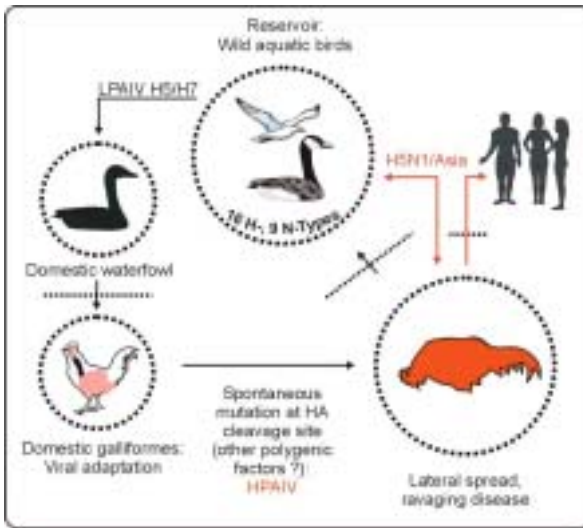 Reservoir:
Wild aquatic birds
LPAIV H5/H7
H5N1/Asia
16 H-, 9 N-Types
Domestic waterfowl
Domestic galliformes:
Viral adaptation
Spontaneous
mutation at HA
cleavage site
(other polygenic
factors ?):
HPAIV
Lateral spread,
ravaging disease